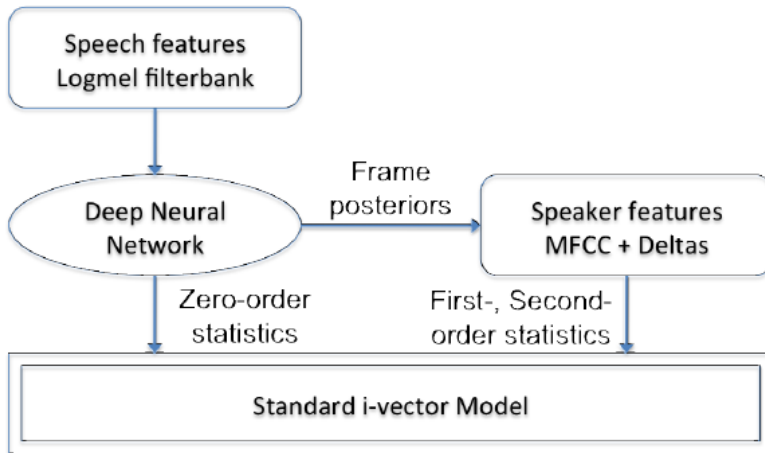 Speech features
Logmel filterbank
Frame
posteriors
Deep Neural
Network
Speaker features
MFCC + Deltas
Zero-order
statistics
First-, Second-
order statistics
Standard i-vector Model